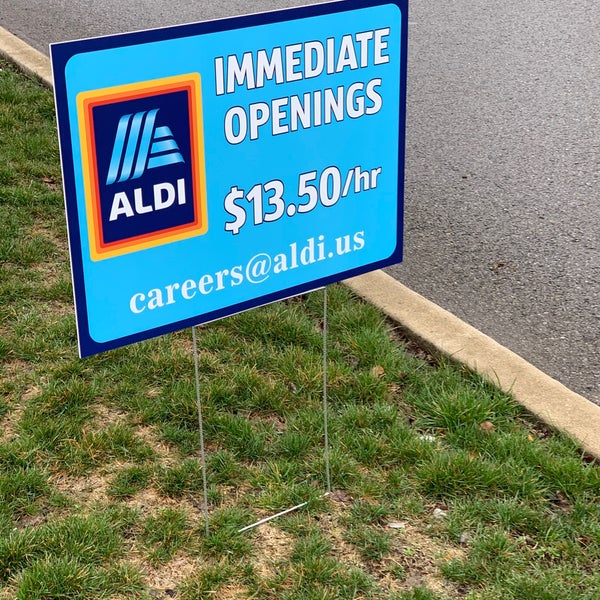 IMMEDIATE
OPENINGS
ALDI
$13.50/hr
careers@aldi.us